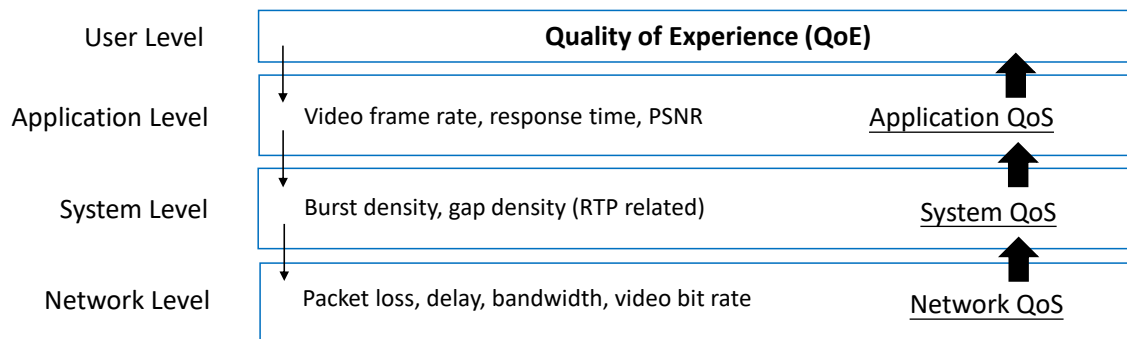 User Level
Quality of Experience (QoE)
Application Level
Video frame rate, response time, PSNR
Application QoS
System Level
Burst density, gap density (RTP related)
System QoS
Network Level
Packet loss, delay, bandwidth, video bit rate
Network QoS